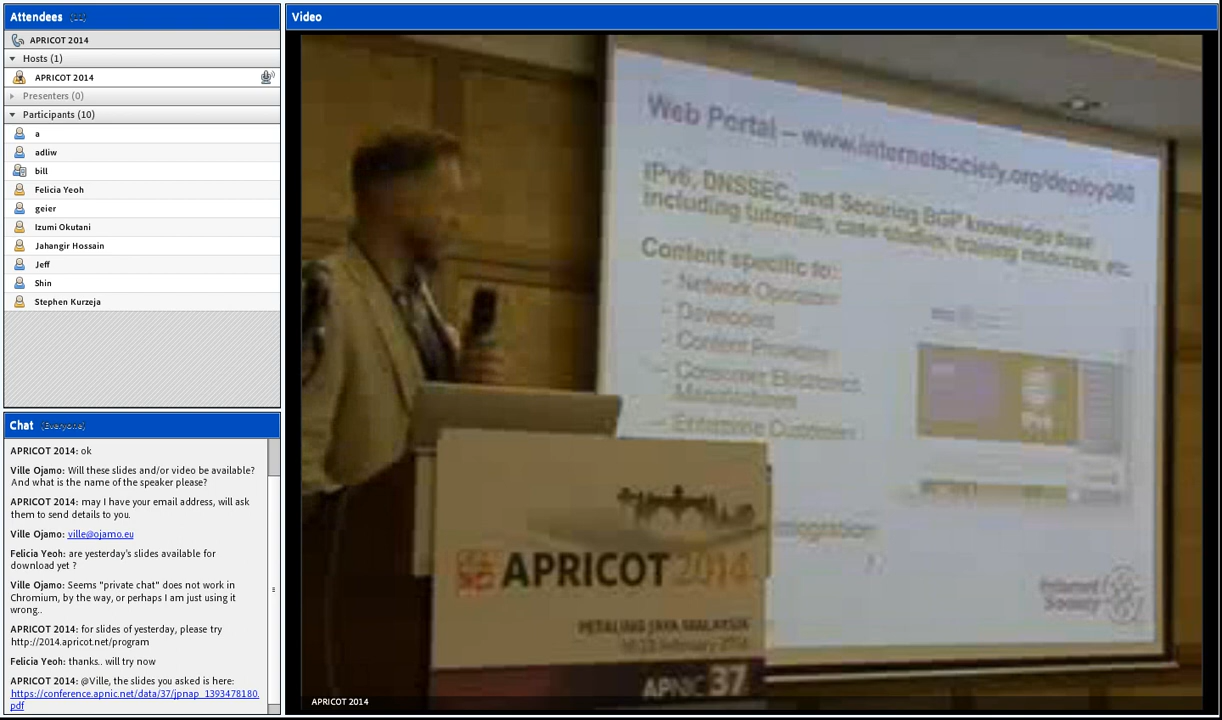 Attendees
APRICOT 2014
Hosts (1)
APRICOT 2014
Presenters (0)
Participants (10)
a
adliw
bill
Felicia Yeoh
geier
Izumi Okutani
Jahangir Hossain
Jeff
Shin
Stephen Kurzeja
Chat (Everyone)
APRICOT 2014: ok
Ville Ojamo: Will these slides and/or video be available?
And what is the name of the speaker please?
APRICOT 2014: may I have your email address, will ask
them to send details to you.
Ville Ojamo: ville@ojamo.eu
Felicia Yeoh: are yesterday's slides available for
download yet ?
Ville Ojamo: Seems "private chat" does not work in
Chromium, by the way, or perhaps I am just using it
wrong..
APRICOT 2014: for slides of yesterday, please try
http://2014.apricot.net/program
Felicia Yeoh: thanks.. will try now
APRICOT 2014: @Ville, the slides you asked is here:
https://conference.apnic.net/data/37/jpnap_1393478180.
pdf
Video
Web Portal – www.internetsociety.org/deploy360
IPv6, DNSSEC, and Securing BGP knowledge base
including tutorials, case studies, training resources, etc.
Content specific to:
– Network Operators
– Developers
– Content Providers
– Consumer Electronics
Manufacturers
– Enterprise Customers
Internet
Society
APRICOT 2014
PETALING JAYA MALAYSIA
February 2014
APNIC 37
APRICOT 2014